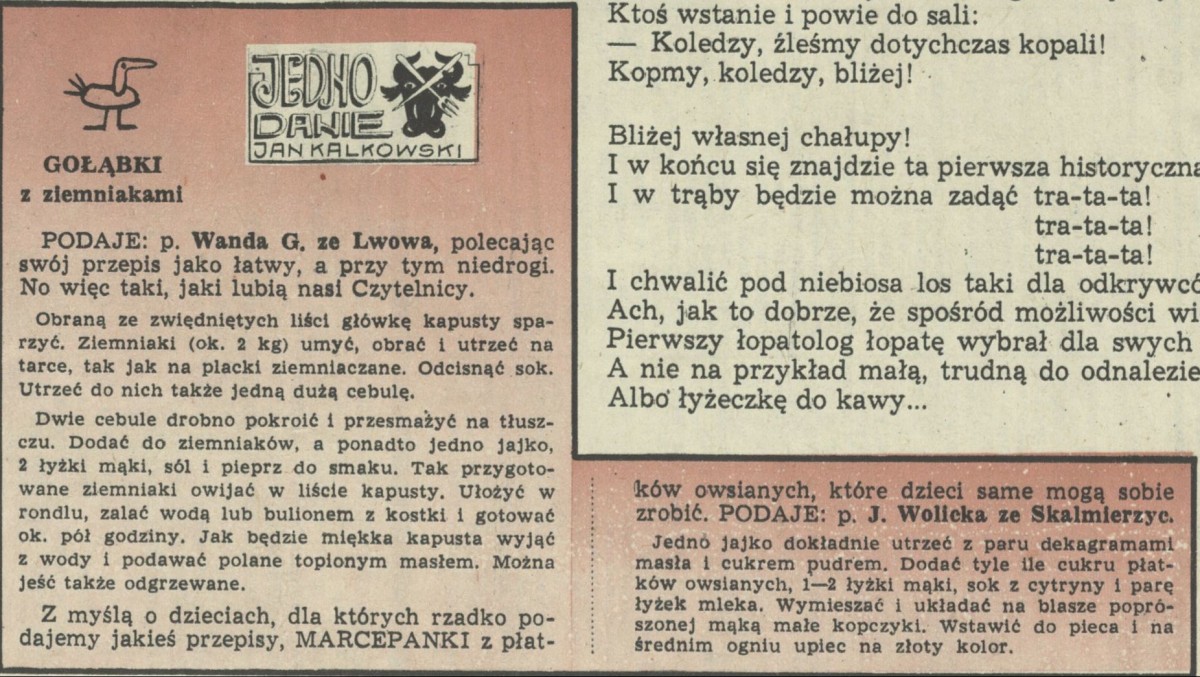 JEDNO
DANIE
JAN KALKOWSKI
GOŁĄBKI
z ziemniakami
PODAJE: p. Wanda G. ze Lwowa, polecając
swój przepis jako łatwy, a przy tym niedrogi.
No więc taki, jaki lubią nasi Czytelnicy.
Obraną ze zwiędniętych liści główkę kapusty spa-
rzyć. Ziemniaki (ok. 2 kg) umyć, obrać i utrzeć na
tarce, tak jak na placki ziemniaczane. Odcisnąć sok.
Utrzeć do nich także jedną dużą cebulę.
Dwie cebule drobno pokroić i przesmażyć na tłusz-
czu. Dodać do ziemniaków, a ponadto jedno jajko,
2 łyżki mąki, sól i pieprz do smaku. Tak przygoto-
wane ziemniaki owijać w liście kapusty. Ułożyć w
rondlu, zalać wodą lub bulionem z kostki i gotować
ok. pół godziny. Jak będzie miękka kapusta wyjąć
z wody i podawać polane topionym masłem. Można
jeść także odgrzewane.
Z myślą o dzieciach, dla których rzadko po-
dajemy jakieś przepisy, MARCEPANKI z płat-
ków owsianych, które dzieci same mogą sobie
zrobić. PODAJE: p. J. Wolicka ze Skalmierzyc.
Jedno jajko dokładnie utrzeć z paru dekagramami
masła i cukrem pudrem. Dodać tyle ile cukru płat-
ków owsianych, 1—2 łyżki mąki, sok z cytryny i parę
łyżek mleka. Wymieszać i układać na blasze popró-
szonej mąką małe kopczyki. Wstawić do pieca i na
średnim ogniu upiec na złoty kolor.
Ktoś wstanie i powie do sali:
— Koledzy, źleśmy dotychczas kopali!
Kopmy, koledzy, bliżej!
Bliżej własnej chałupy!
I w końcu się znajdzie ta pierwsza historyczna
I w trąby będzie można zadąć tra-ta-ta!
tra-ta-ta!
tra-ta-ta!
I chwalić pod niebiosa los taki dla odkrywcó
Ach, jak to dobrze, że spośród możliwości wi
Pierwszy łopatolog łopatę wybrał dla swych
A nie na przykład małą, trudną do odnalezie
Albo łyżeczkę do kawy...